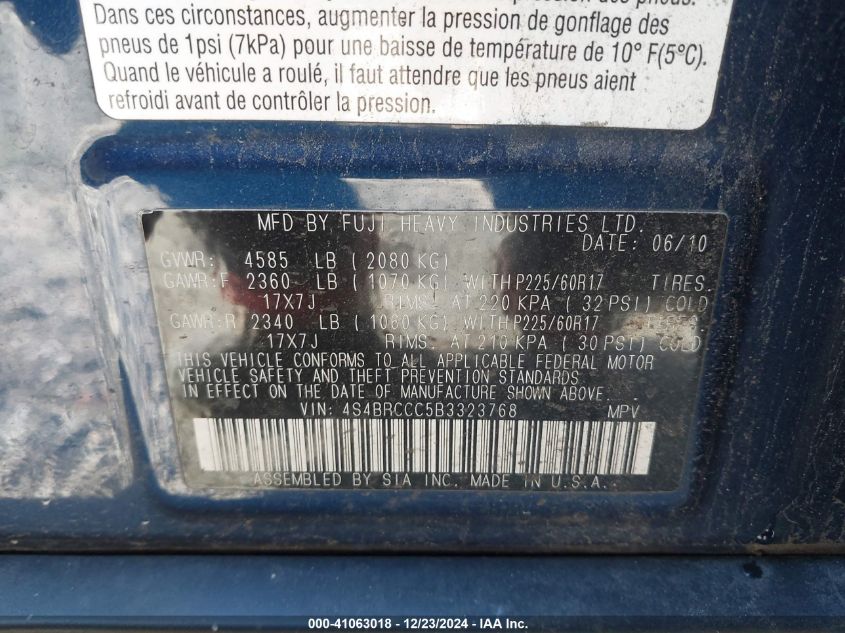 Dans ces circonstances, augmenter la pression de gonflage des
pneus de 1psi (7kPa) pour une baisse de température de 10° F(5°C).
Quand le véhicule a roulé, il faut attendre que les pneus aient
refroidi avant de contrôler la pression.
MFD BY FUJI HEAVY INDUSTRIES LTD.
DATE: 06/10
GVWR: 4585 LB ( 2080 KG)
GAWR:F 2360 LB ( 1070 KG) WITH P225/60R17 TIRES.
17X7J RIMS. AT 220 KPA ( 32 PSI) COLD
GAWR:R 2340 LB ( 1060 KG) WITH P225/60R17 TIRES.
17X7J RIMS. AT 210 KPA ( 30 PSI) COLD
THIS VEHICLE CONFORMS TO ALL APPLICABLE FEDERAL MOTOR
VEHICLE SAFETY AND THEFT PREVENTION STANDARDS
IN EFFECT ON THE DATE OF MANUFACTURE SHOWN ABOVE.
VIN: 4S4BRCCC5B3323768 MPV
ASSEMBLED BY SIA INC. MADE IN U.S.A.
000-41063018 - 12/23/2024 - IAA Inc.